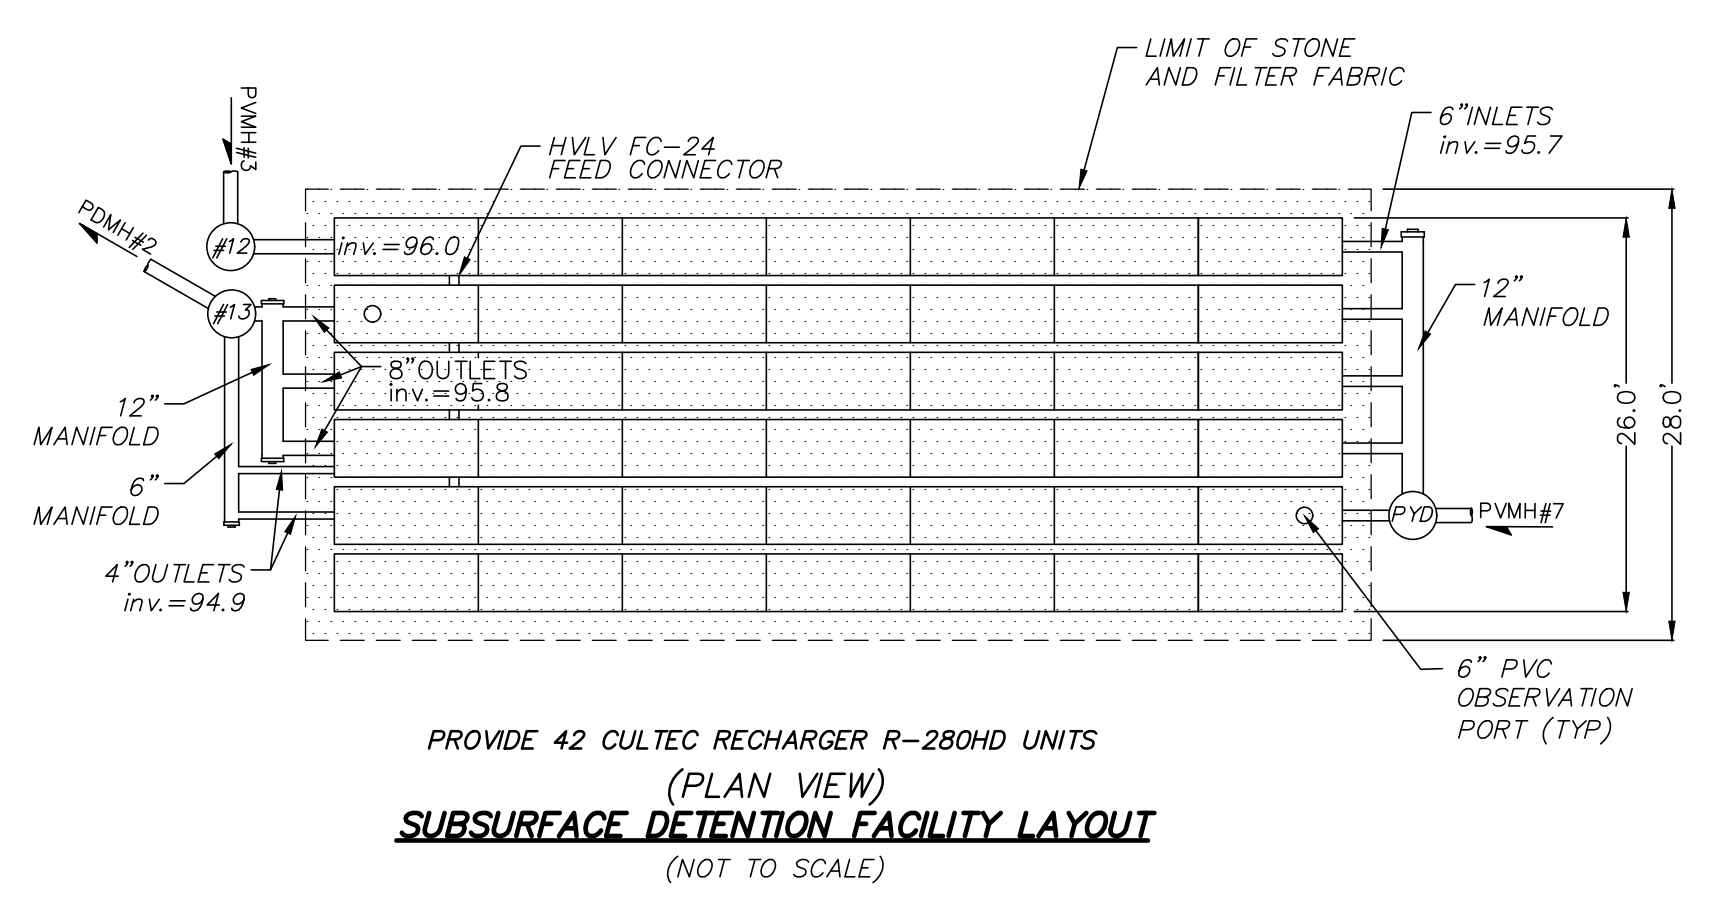 LIMIT OF STONE
AND FILTER FABRIC
6"INLETS
inv.=95.7
PVMH#3
HVLV FC-24
FEED CONNECTOR
PDMH#2
#12
inv.=96.0
#13
12"
MANIFOLD
8"OUTLETS
inv.=95.8
12"
MANIFOLD
26.0'
28.0'
6"
MANIFOLD
PYD
PVMH#7
4"OUTLETS
inv.=94.9
6" PVC
OBSERVATION
PORT (TYP)
PROVIDE 42 CULTEC RECHARGER R-280HD UNITS
(PLAN VIEW)
SUBSURFACE DETENTION FACILITY LAYOUT
(NOT TO SCALE)